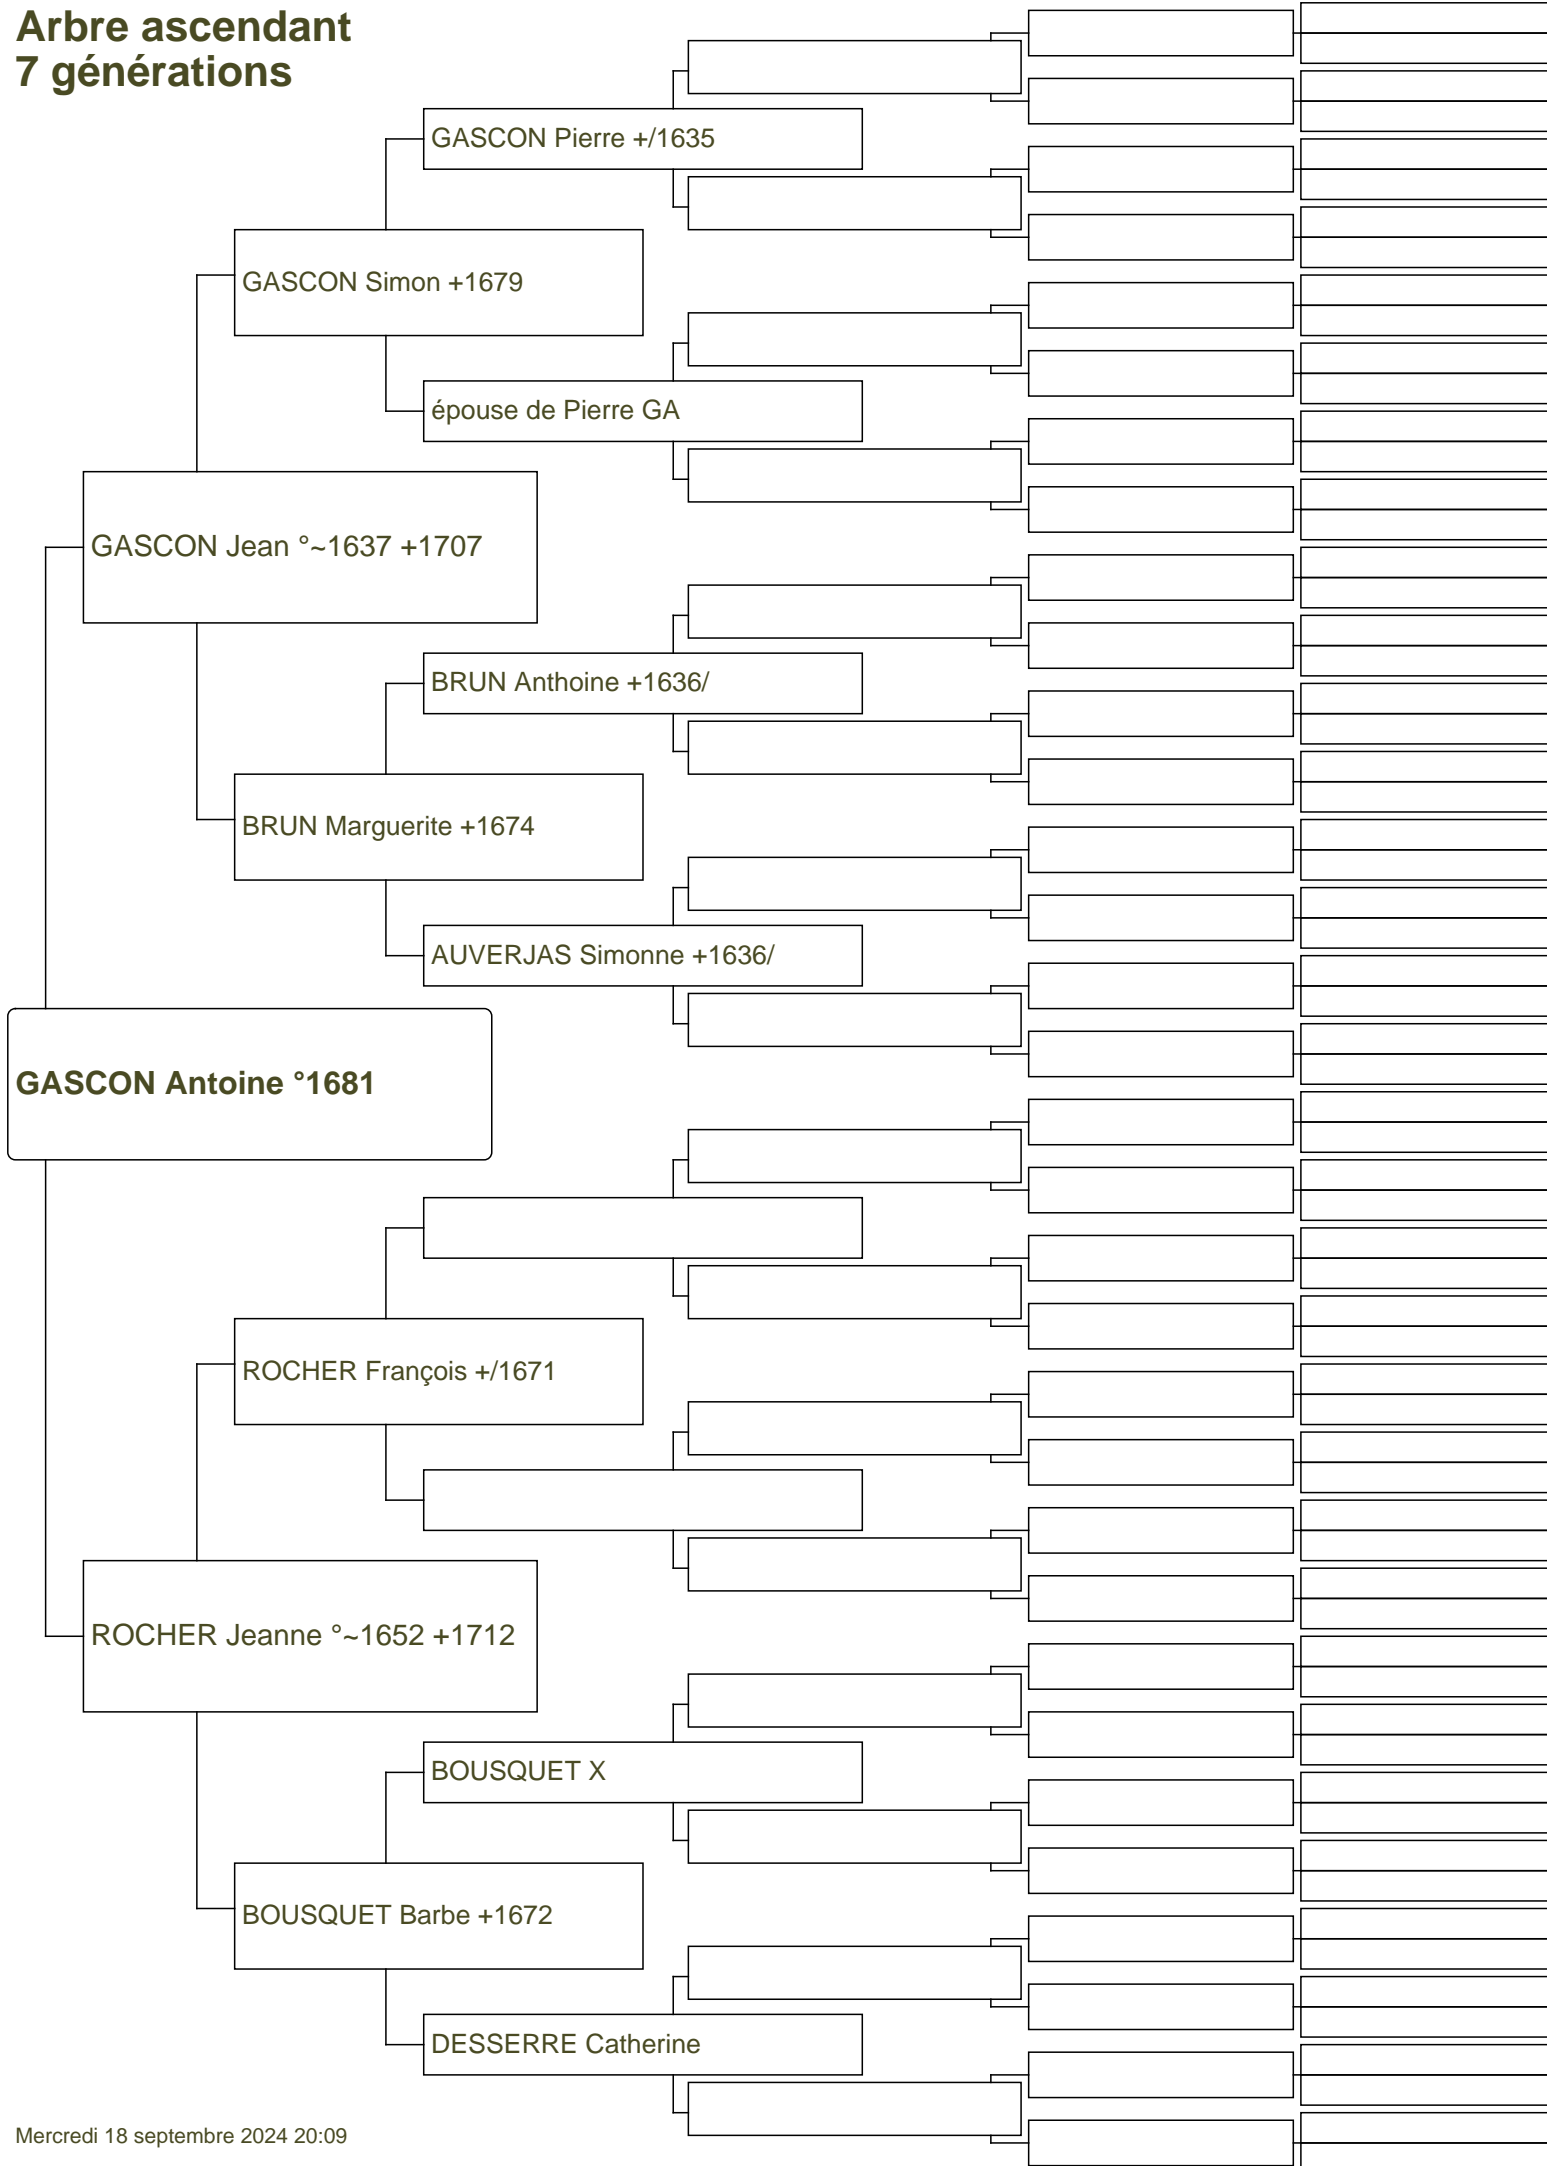 Arbre ascendant
7 générations
GASCON Pierre +/1635
GASCON Simon +1679
épouse de Pierre GA
GASCON Jean °~1637 +1707
BRUN Anthoine +1636/
BRUN Marguerite +1674
AUVERJAS Simonne +1636/
GASCON Antoine °1681
ROCHER François +/1671
ROCHER Jeanne °~1652 +1712
BOUSQUET X
BOUSQUET Barbe +1672
DESSERRE Catherine
Mercredi 18 septembre 2024 20:09